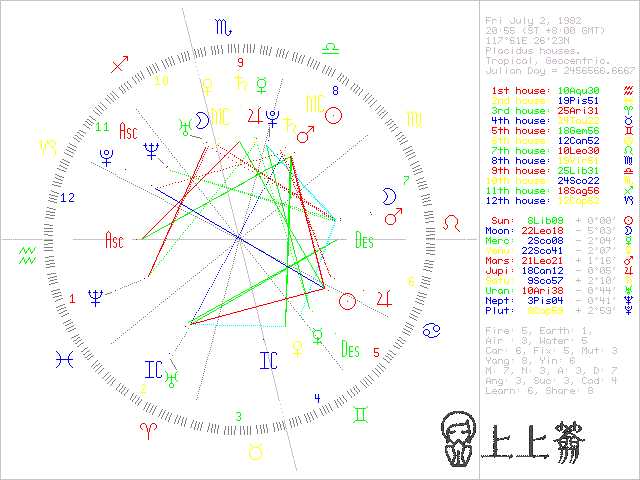 Fri July 2, 1982
20:55 (ST +8:00 GMT)
117°61E 26°23N
Placidus houses.
Tropical, Geocentric.
Julian Day = 2456566.6667
1st house: 10Aqu30
2nd house: 19Pis51
3rd house: 25Ari31
4th house: 24Tau22
5th house: 18Gem56
6th house: 12Can52
7th house: 10Leo30
8th house: 19Vir51
9th house: 25Lib31
10th house: 24Sco22
11th house: 18Sag56
12th house: 12Cap52
Sun: 8Lib09 + 0°00'
Moon: 22Leo18 - 5°03'
Merc: 2Sco08 - 2°04'
Venu: 22Sco41 - 2°07'
Mars: 21Leo21 + 1°16'
Jupi: 18Can12 - 0°05'
Satu: 9Sco57 + 2°10'
Uran: 10Ari38 - 0°44'
Nept: 3Pis04 - 0°41'
Plut: 8Cap59 + 2°59'
Fire: 5, Earth: 1,
Air : 3, Water: 5
Car: 6, Fix: 5, Mut: 3
Yang: 8, Yin: 6
M: 7, N: 3, A: 3, D: 7
Ang: 3, Suc: 3, Cad: 4
Learn: 6, Share: 8
9
10
8
MC
MC
11
Asc
7
12
Asc
Des
6
1
Des
5
IC
IC
2
4
3
上上